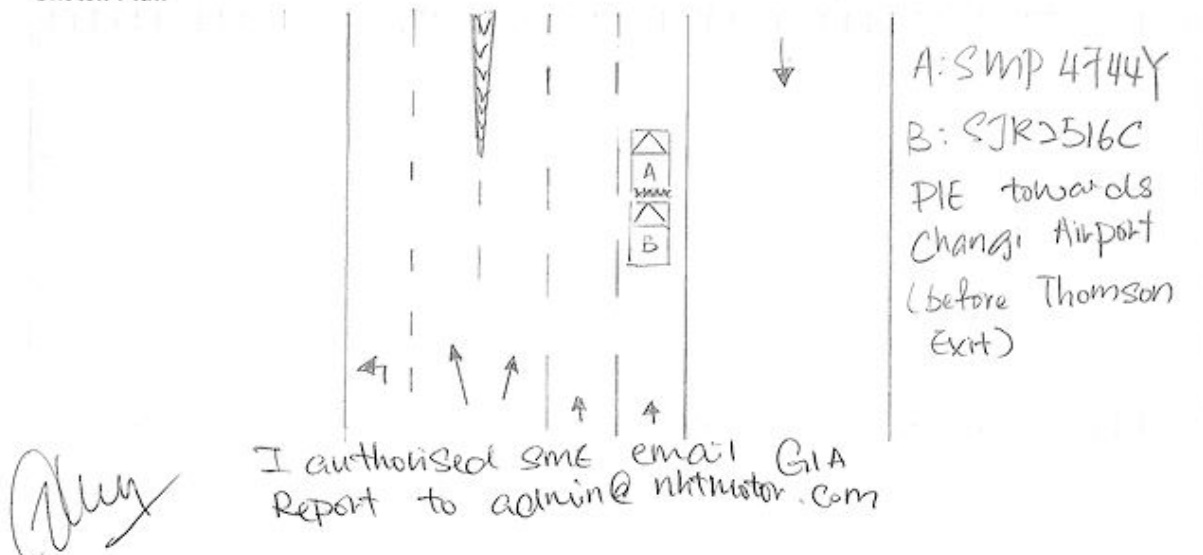 A: SMP 4744Y
B: SJR2516C
PIE towards
Changi Airport
(before Thomson
Exit)
A
B
I authorised SME email GIA
Report to admin@nhtmotor.com